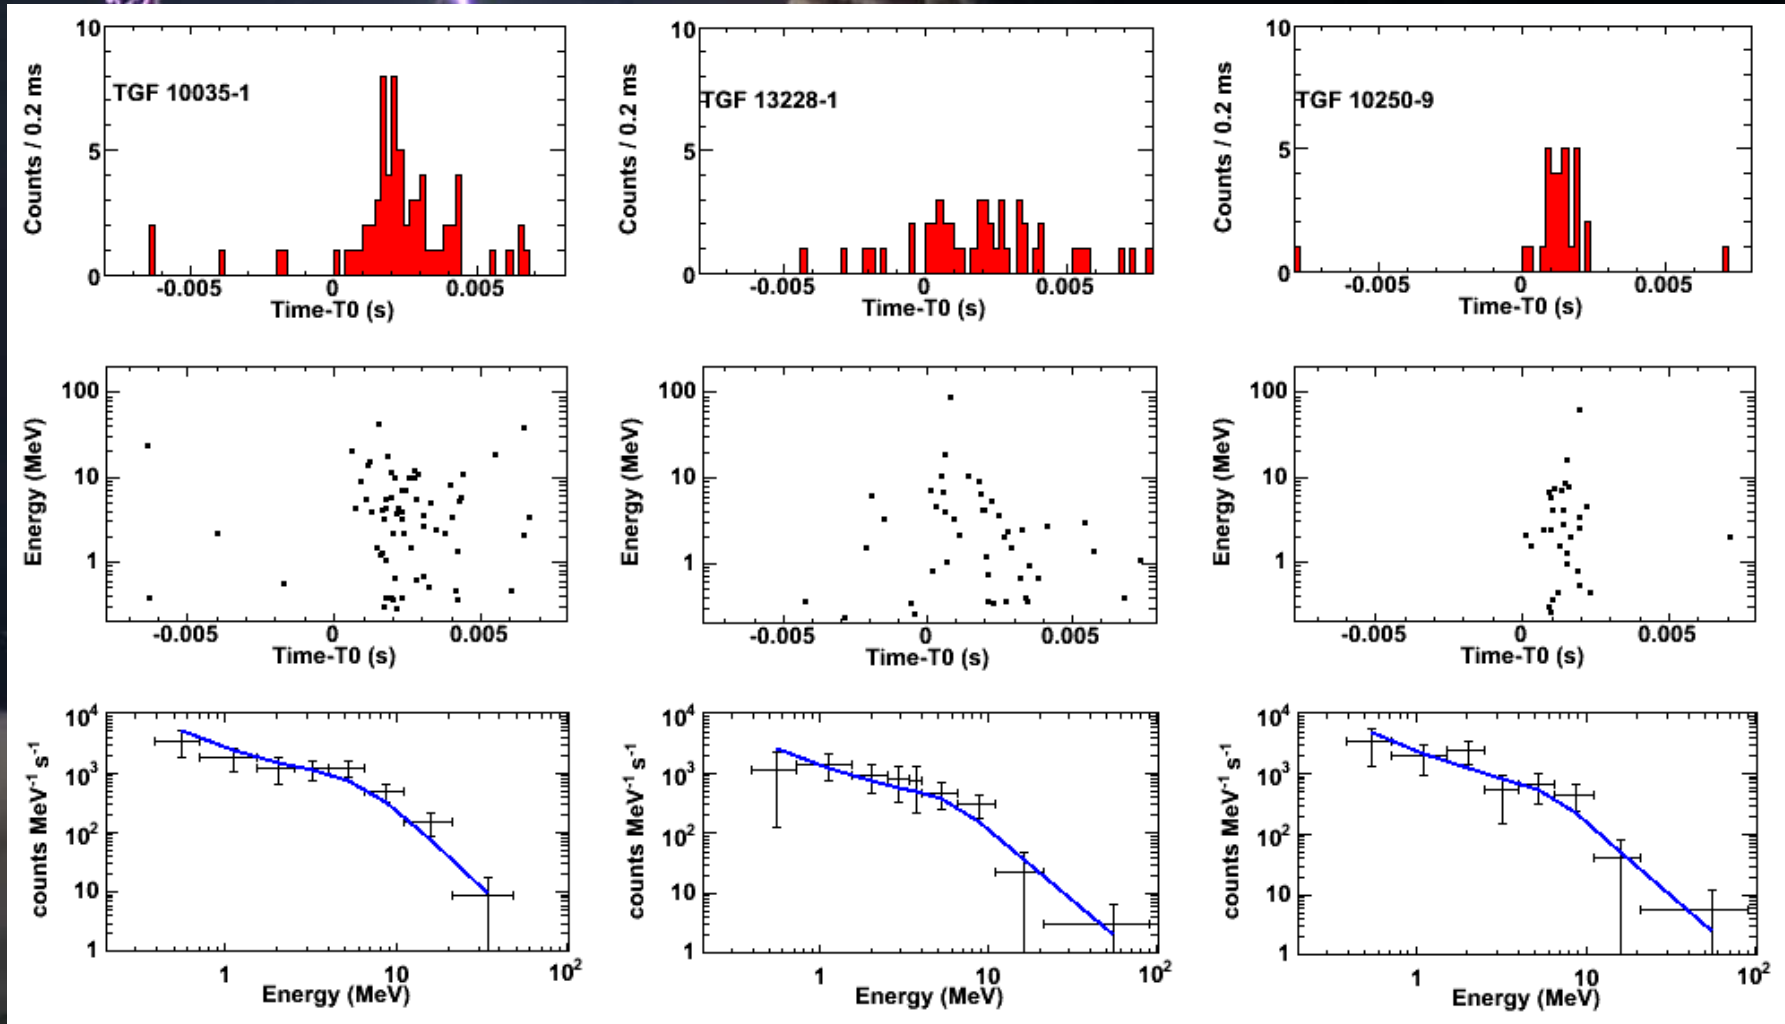 10
5
0
Counts / 0.2 ms
TGF 10035-1
-0.005 0 0.005
Time-T0 (s)
10
5
0
Counts / 0.2 ms
TGF 13228-1
-0.005 0 0.005
Time-T0 (s)
10
5
0
Counts / 0.2 ms
TGF 10250-9
-0.005 0 0.005
Time-T0 (s)
100
10
1
Energy (MeV)
-0.005 0 0.005
Time-T0 (s)
100
10
1
Energy (MeV)
-0.005 0 0.005
Time-T0 (s)
100
10
1
Energy (MeV)
-0.005 0 0.005
Time-T0 (s)
10⁴
10³
10²
10
1
counts MeV⁻¹ s⁻¹
1 10 10²
Energy (MeV)
10⁴
10³
10²
10
1
counts MeV⁻¹ s⁻¹
1 10 10²
Energy (MeV)
10⁴
10³
10²
10
1
counts MeV⁻¹ s⁻¹
1 10 10²
Energy (MeV)